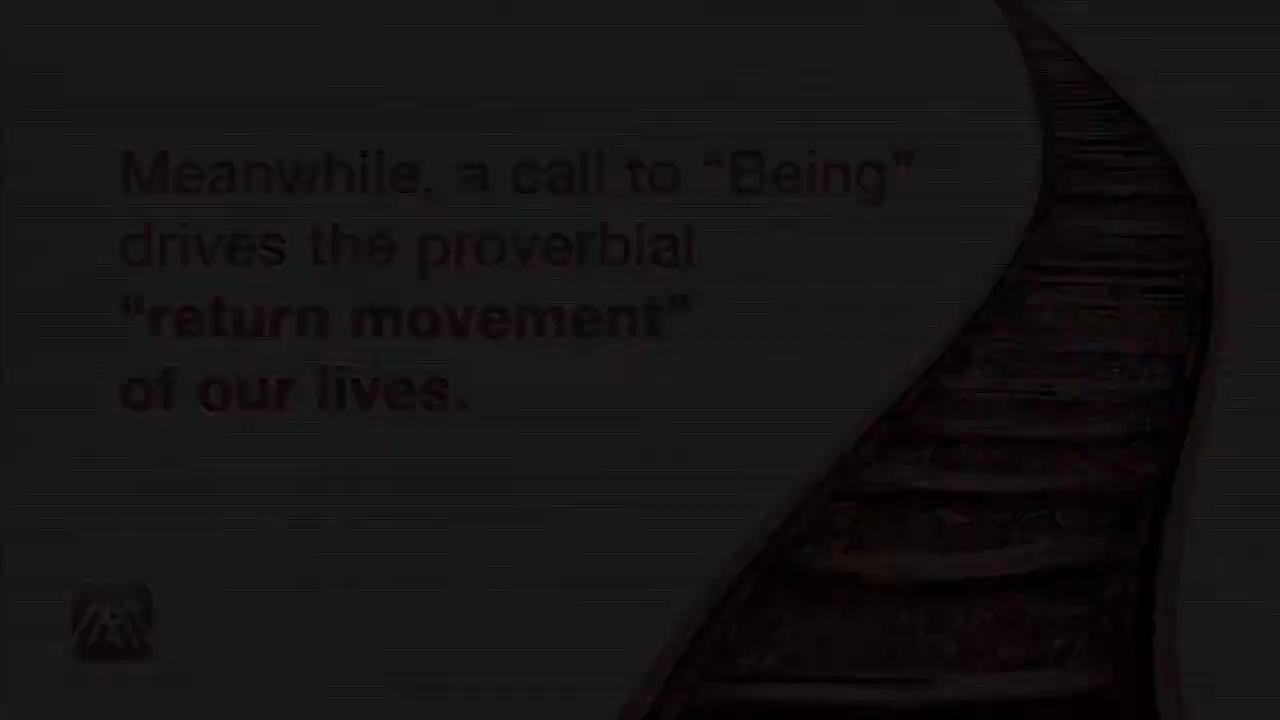 Meanwhile, a call to “Being”
drives the proverbial
“return movement”
of our lives.